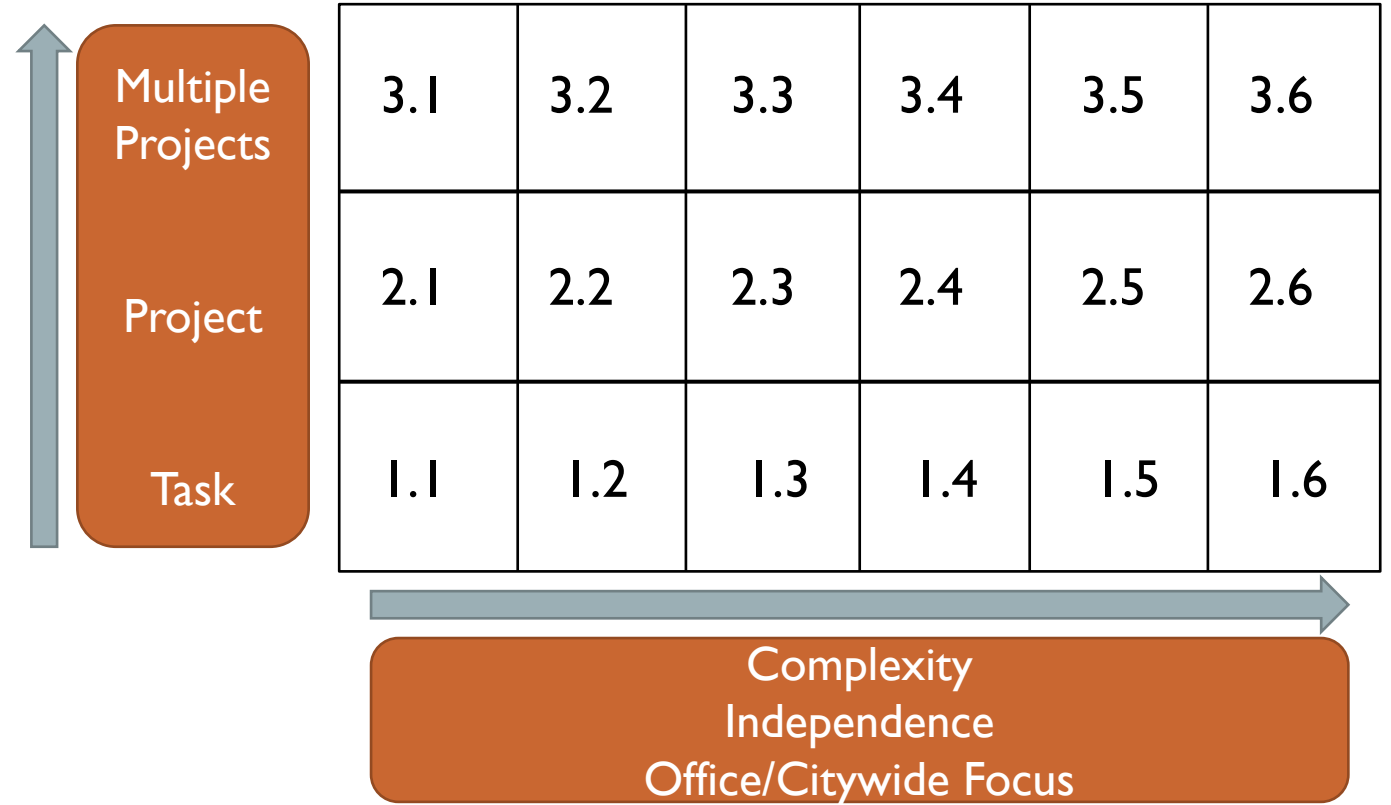 Multiple
Projects
3.1 3.2 3.3 3.4 3.5 3.6
Project
2.1 2.2 2.3 2.4 2.5 2.6
Task
1.1 1.2 1.3 1.4 1.5 1.6
Complexity
Independence
Office/Citywide Focus